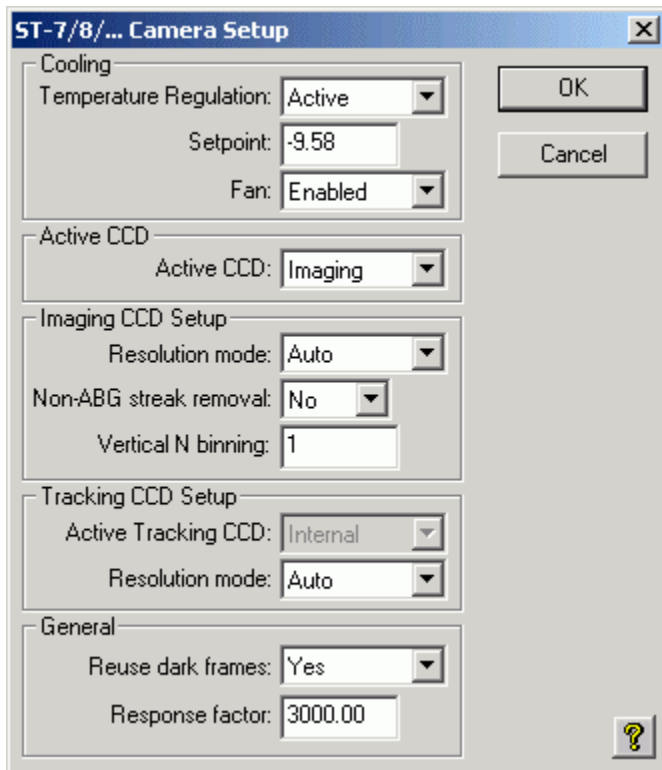 ST-7/8/... Camera Setup
Cooling
Temperature Regulation: Active
Setpoint: -9.58
Fan: Enabled
OK
Cancel
Active CCD
Active CCD: Imaging
Imaging CCD Setup
Resolution mode: Auto
Non-ABG streak removal: No
Vertical N binning: 1
Tracking CCD Setup
Active Tracking CCD: Internal
Resolution mode: Auto
General
Reuse dark frames: Yes
Response factor: 3000.00
?